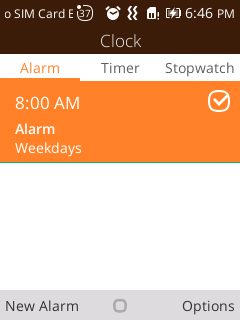 o SIM Card E 37 6:46 PM
Clock
Alarm Timer Stopwatch
8:00 AM
Alarm
Weekdays
New Alarm Options